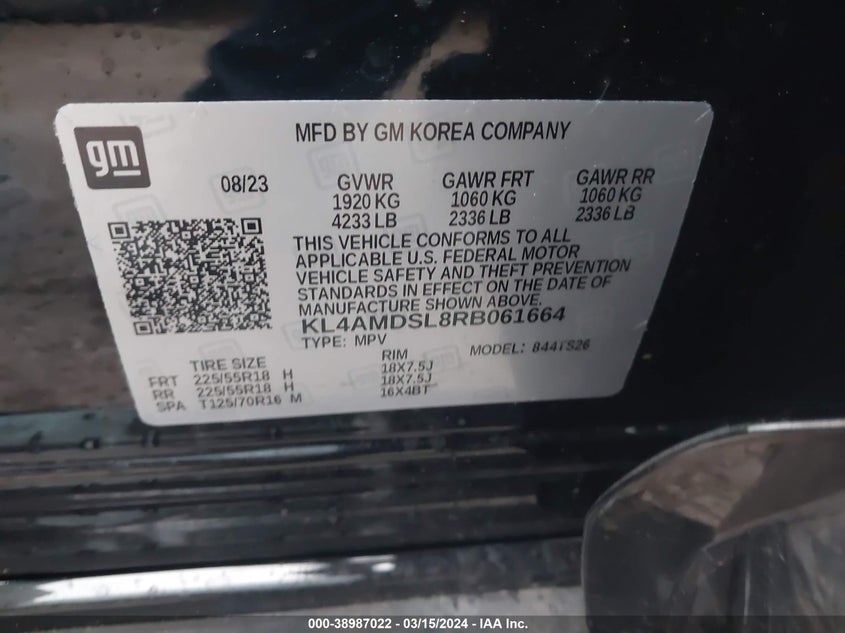 gm
MFD BY GM KOREA COMPANY
08/23
GVWR GAWR FRT GAWR RR
1920 KG 1060 KG 1060 KG
4233 LB 2336 LB 2336 LB
THIS VEHICLE CONFORMS TO ALL
APPLICABLE U.S. FEDERAL MOTOR
VEHICLE SAFETY AND THEFT PREVENTION
STANDARDS IN EFFECT ON THE DATE OF
MANUFACTURE SHOWN ABOVE.
KL4AMDSL8RB061664
TYPE: MPV MODEL: 844TS26
TIRE SIZE RIM
FRT 225/55R18 H 18X7.5J
RR 225/55R18 H 18X7.5J
SPA T125/70R16 M 16X4BT
000-38987022 - 03/15/2024 - IAA Inc.